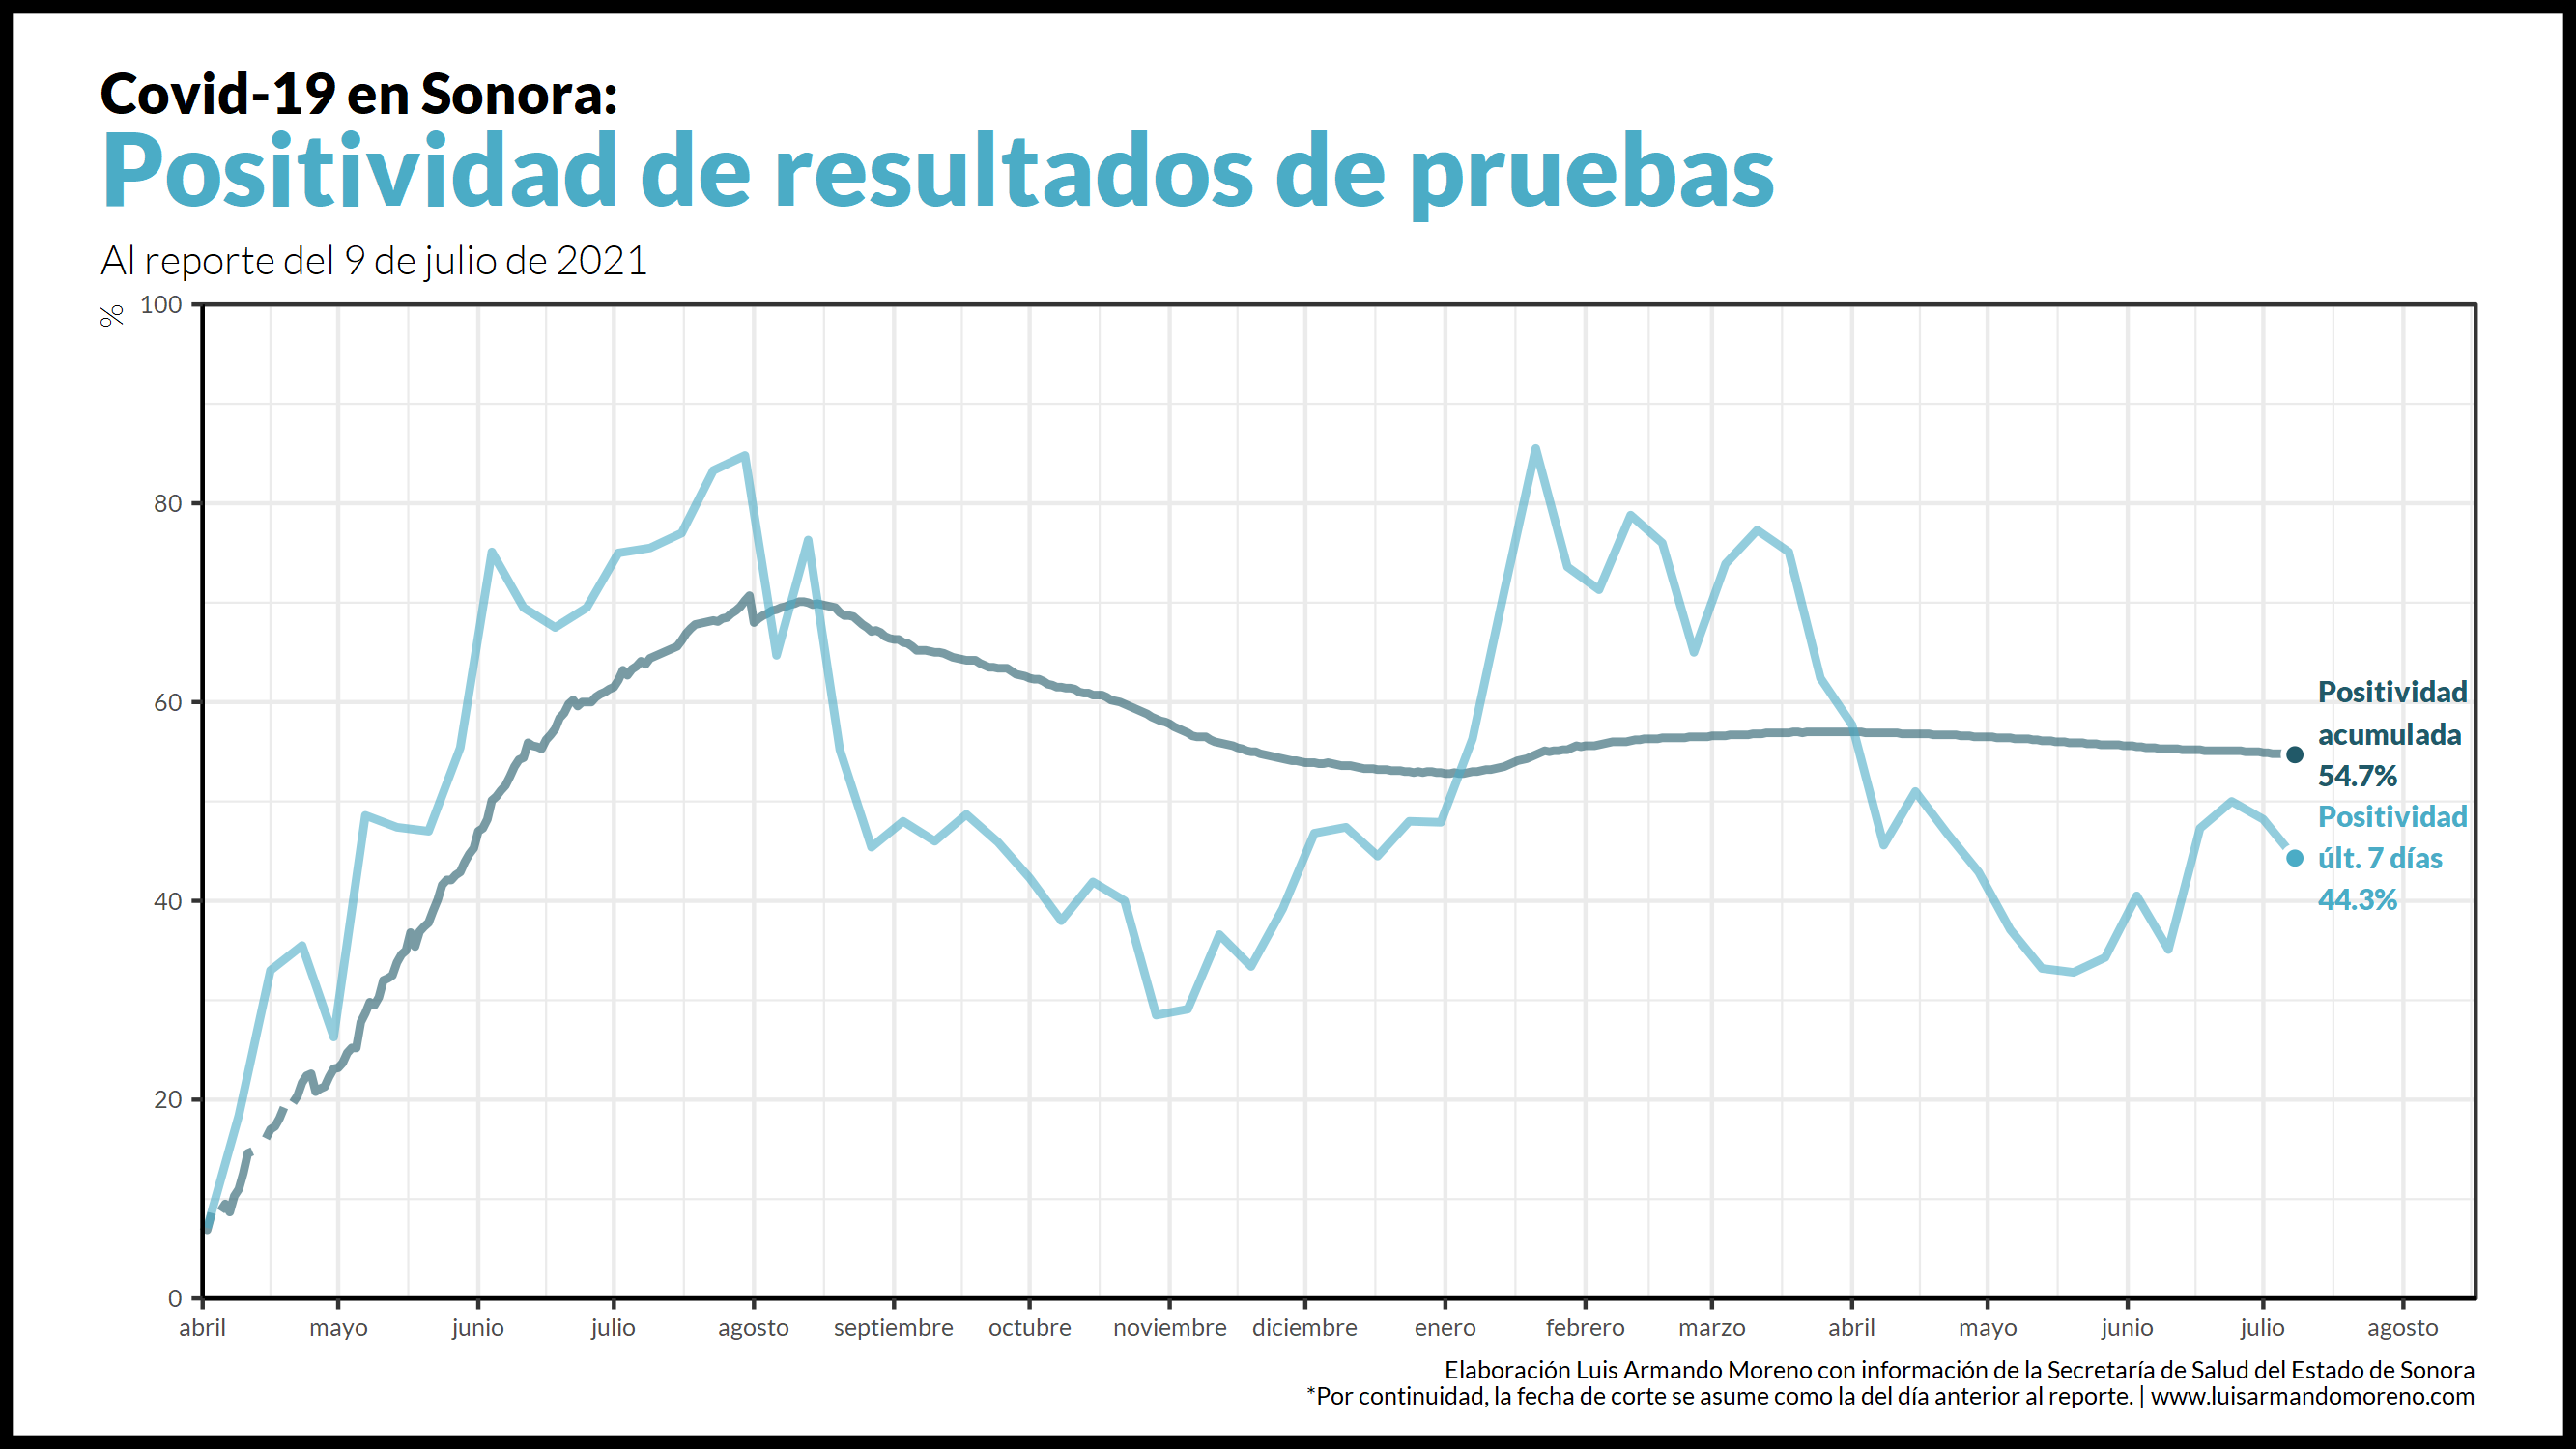 Covid-19 en Sonora:
Positividad de resultados de pruebas
Al reporte del 9 de julio de 2021
%
100
80
60
40
20
0
Positividad
acumulada
54.7%
Positividad
últ. 7 días
44.3%
abril mayo junio julio agosto septiembre octubre noviembre diciembre enero febrero marzo abril mayo junio julio agosto
Elaboración Luis Armando Moreno con información de la Secretaría de Salud del Estado de Sonora
*Por continuidad, la fecha de corte se asume como la del día anterior al reporte. | www.luisarmandomoreno.com